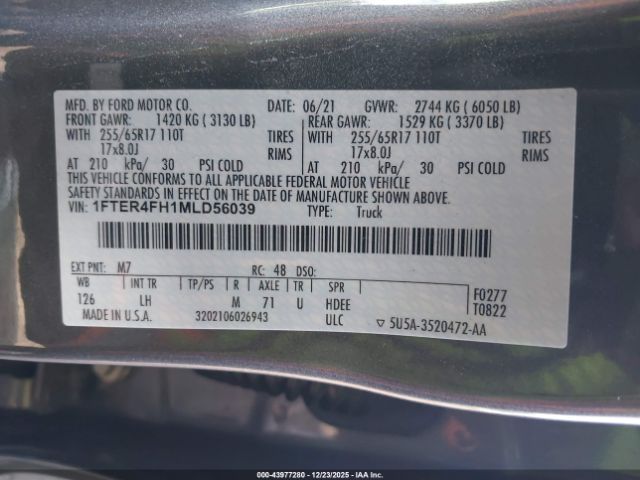 MFD. BY FORD MOTOR CO. DATE: 06/21 GVWR: 2744 KG ( 6050 LB)
FRONT GAWR: 1420 KG ( 3130 LB) REAR GAWR: 1529 KG ( 3370 LB)
WITH 255/65R17 110T TIRES WITH 255/65R17 110T TIRES
17x8.0J RIMS 17x8.0J RIMS
AT 210 kPa/ 30 PSI COLD AT 210 kPa/ 30 PSI COLD
THIS VEHICLE CONFORMS TO ALL APPLICABLE FEDERAL MOTOR VEHICLE
SAFETY STANDARDS IN EFFECT ON THE DATE OF MANUFACTURE SHOWN ABOVE.
VIN: 1FTER4FH1MLD56039 TYPE: Truck
EXT PNT: M7 RC: 48 DSO:
WB INT TR TP/PS R AXLE TR SPR F0277
126 LH M 71 U HDEE T0822
MADE IN U.S.A. 3202106026943 ULC ▽ 5U5A-3520472-AA
#000-43977280 12/23/2025 IAAI.com